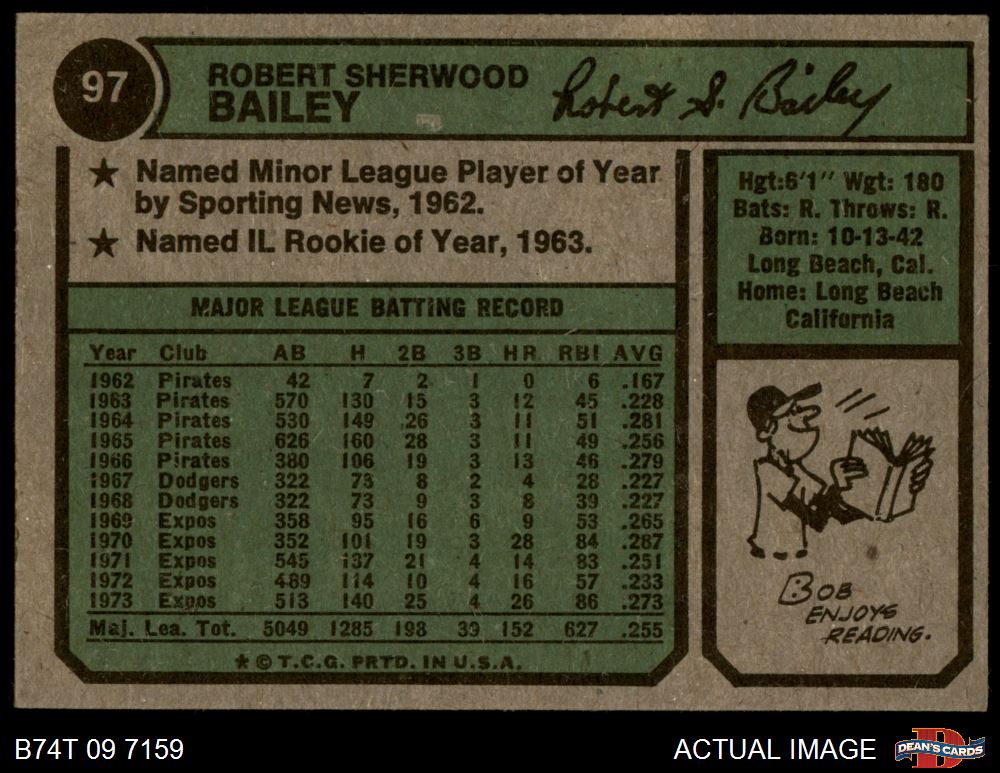 97
ROBERT SHERWOOD
BAILEY
Robert S. Bailey
★ Named Minor League Player of Year
by Sporting News, 1962.
★ Named IL Rookie of Year, 1963.
Hgt:6'1" Wgt: 180
Bats: R. Throws: R.
Born: 10-13-42
Long Beach, Cal.
Home: Long Beach
California
MAJOR LEAGUE BATTING RECORD
Year Club AB H 2B 3B HR RBI AVG
1962 Pirates 42 7 2 1 0 6 .167
1963 Pirates 570 130 15 3 12 45 .228
1964 Pirates 530 149 26 3 11 51 .281
1965 Pirates 626 160 28 3 11 49 .256
1966 Pirates 380 106 19 3 13 46 .279
1967 Dodgers 322 73 8 2 4 28 .227
1968 Dodgers 322 73 9 3 8 39 .227
1969 Expos 358 95 16 6 9 53 .265
1970 Expos 352 101 19 3 28 84 .287
1971 Expos 545 137 21 4 14 83 .251
1972 Expos 489 114 10 4 16 57 .233
1973 Expos 513 140 25 4 26 86 .273
Maj. Lea. Tot. 5049 1285 198 39 152 627 .255
★ © T.C.G. PRTD. IN U.S.A.
BOB
ENJOYS
READING.
B74T 09 7159
ACTUAL IMAGE
DEAN'S CARDS